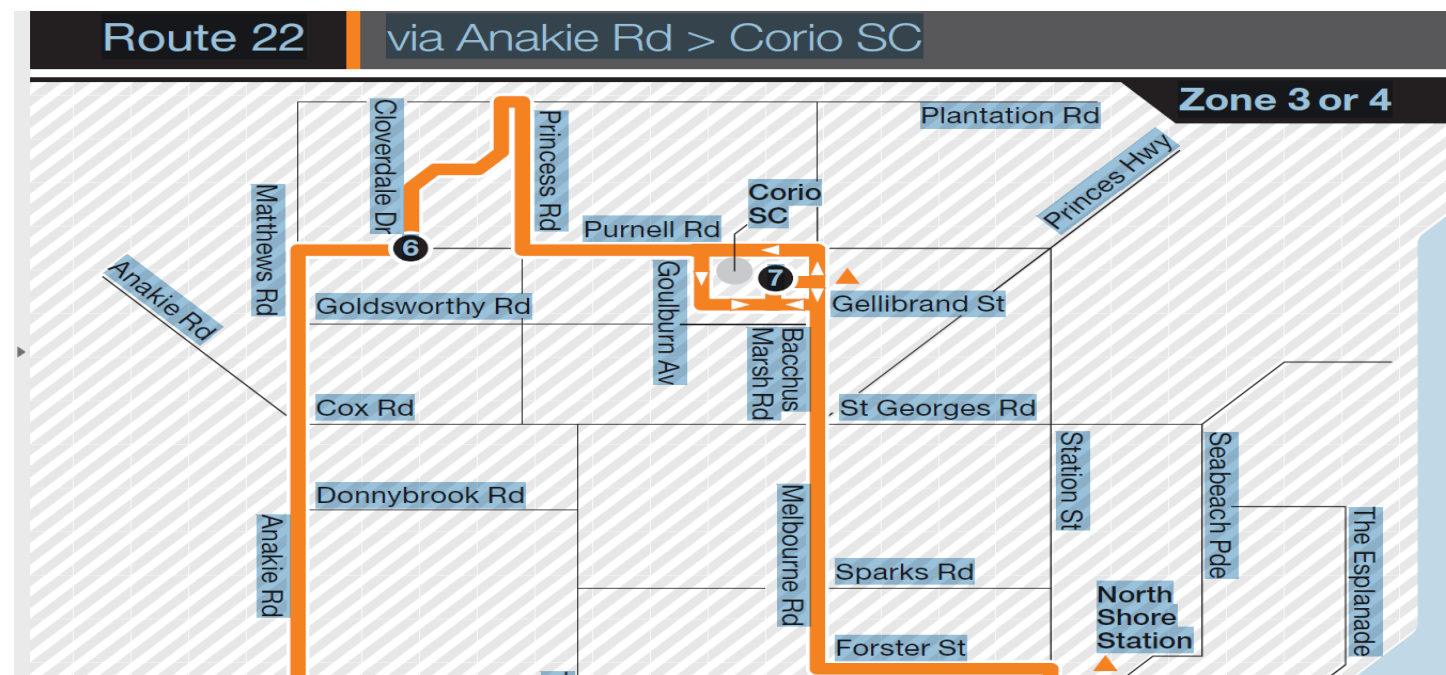 Route 22
via Anakie Rd > Corio SC
Zone 3 or 4
Plantation Rd
Cloverdale Dr
Princess Rd
Princes Hwy
Corio
SC
Matthews Rd
Purnell Rd
6
7
Anakie Rd
Goldsworthy Rd
Goulburn Av
Gellibrand St
Bacchus
Marsh Rd
Cox Rd
St Georges Rd
Station St
Seabeach Pde
Donnybrook Rd
Melbourne Rd
The Esplanade
Anakie Rd
Sparks Rd
North
Shore
Station
Forster St